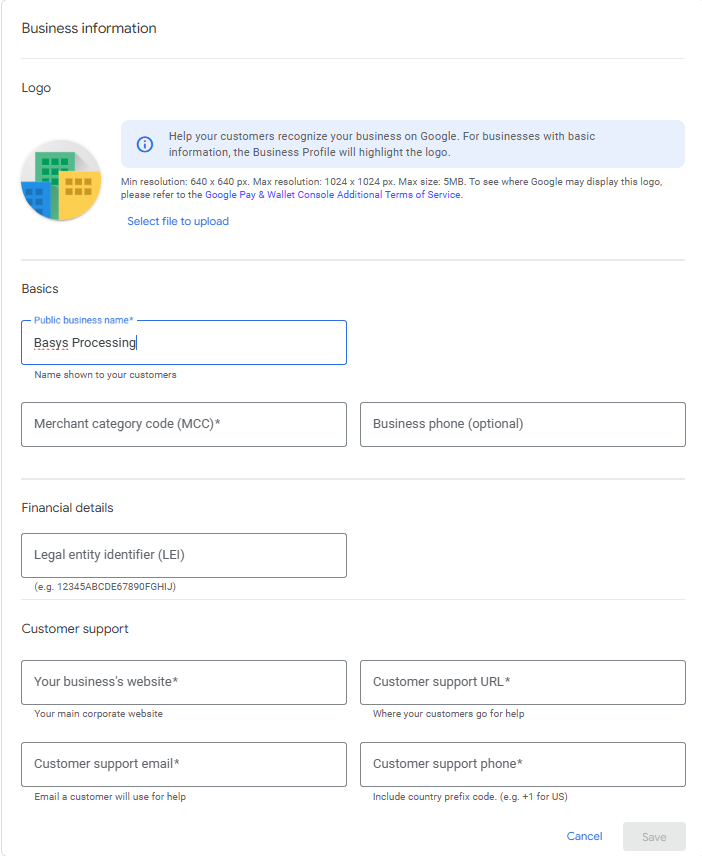 Business information
Logo
Help your customers recognize your business on Google. For businesses with basic
information, the Business Profile will highlight the logo.
Min resolution: 640 x 640 px. Max resolution: 1024 x 1024 px. Max size: 5MB. To see where Google may display this logo,
please refer to the Google Pay & Wallet Console Additional Terms of Service.
Select file to upload
Basics
Public business name*
Basys Processing
Name shown to your customers
Merchant category code (MCC)*
Business phone (optional)
Financial details
Legal entity identifier (LEI)
(e.g. 12345ABCDE67890FGHIJ)
Customer support
Your business's website*
Customer support URL*
Your main corporate website
Where your customers go for help
Customer support email*
Customer support phone*
Email a customer will use for help
Include country prefix code. (e.g. +1 for US)
Cancel
Save